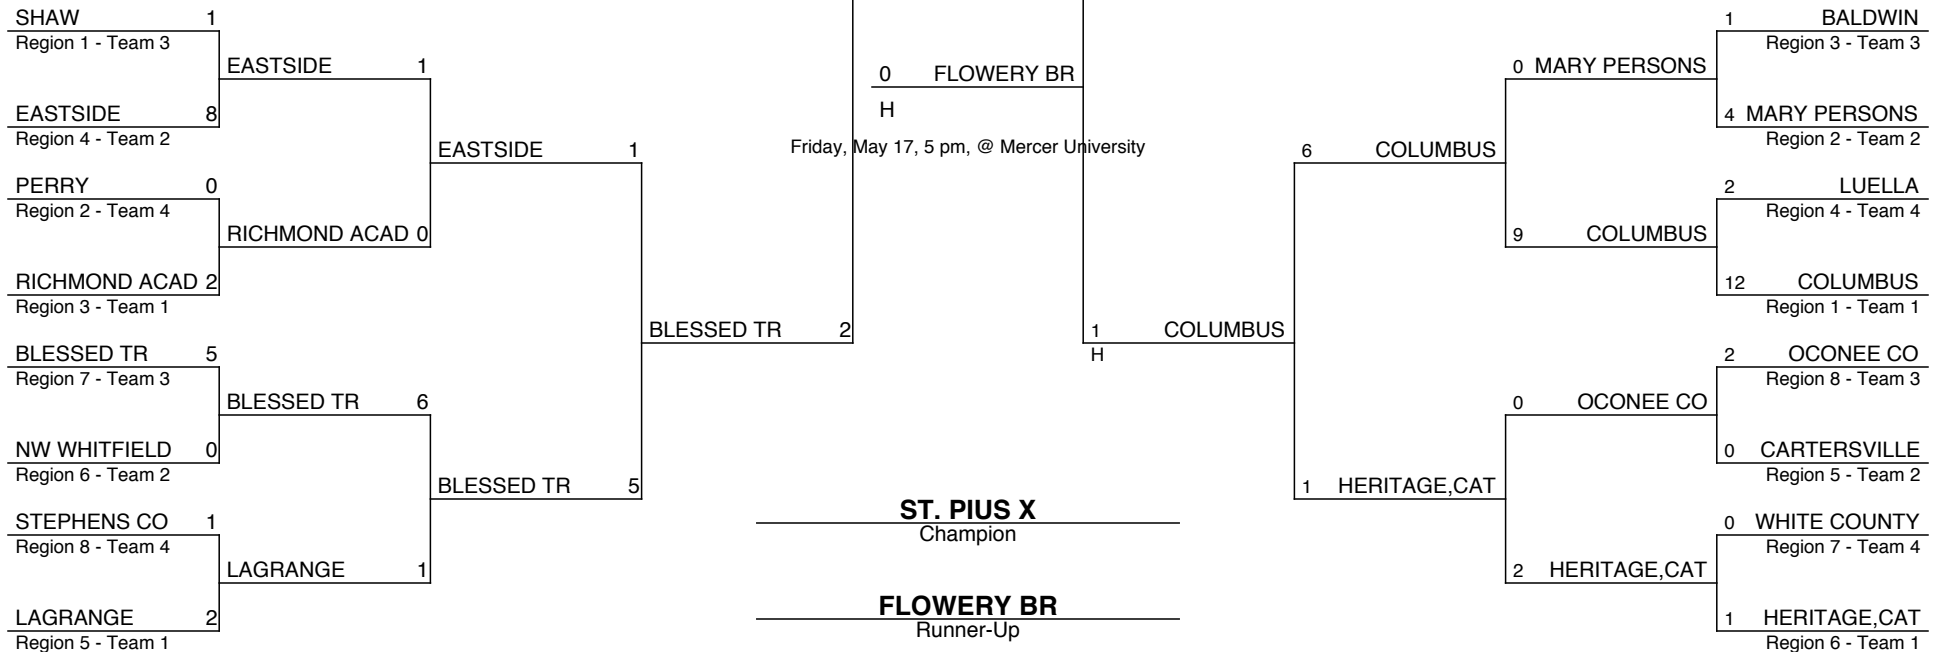 SHAW 1
Region 1 - Team 3
EASTSIDE 8
Region 4 - Team 2
PERRY 0
Region 2 - Team 4
RICHMOND ACAD 2
Region 3 - Team 1
BLESSED TR 5
Region 7 - Team 3
NW WHITFIELD 0
Region 6 - Team 2
STEPHENS CO 1
Region 8 - Team 4
LAGRANGE 2
Region 5 - Team 1
EASTSIDE 1
RICHMOND ACAD 0
BLESSED TR 6
LAGRANGE 1
EASTSIDE 1
BLESSED TR 5
BLESSED TR 2
0 FLOWERY BR
H
Friday, May 17, 5 pm, @ Mercer University
ST. PIUS X
Champion
FLOWERY BR
Runner-Up
1 COLUMBUS
H
6 COLUMBUS
1 HERITAGE,CAT
0 MARY PERSONS
9 COLUMBUS
0 OCONEE CO
2 HERITAGE,CAT
1 BALDWIN
Region 3 - Team 3
4 MARY PERSONS
Region 2 - Team 2
2 LUELLA
Region 4 - Team 4
12 COLUMBUS
Region 1 - Team 1
2 OCONEE CO
Region 8 - Team 3
0 CARTERSVILLE
Region 5 - Team 2
0 WHITE COUNTY
Region 7 - Team 4
1 HERITAGE,CAT
Region 6 - Team 1